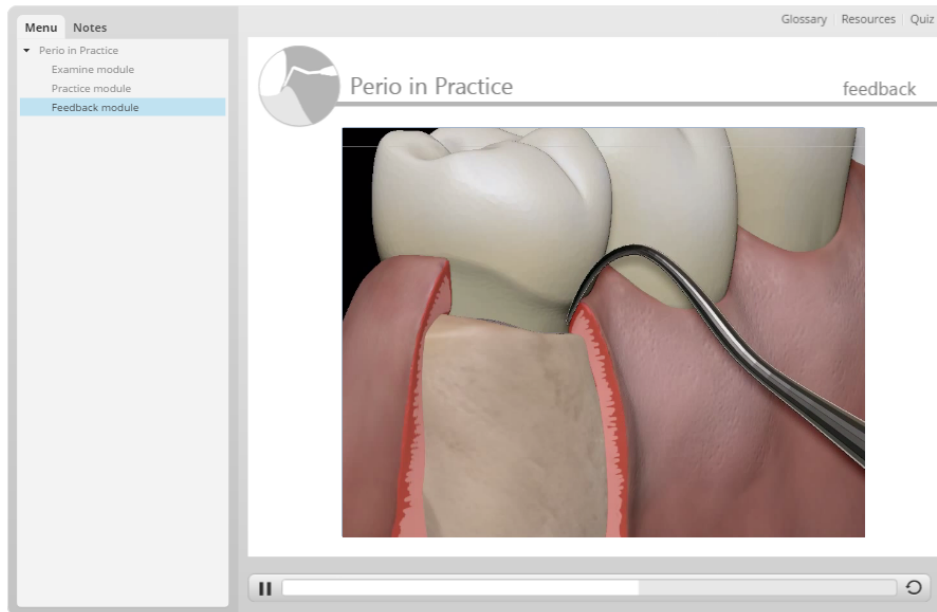 Menu Notes
Glossary Resources Quiz
Perio in Practice
Examine module
Practice module
Feedback module
Perio in Practice
feedback